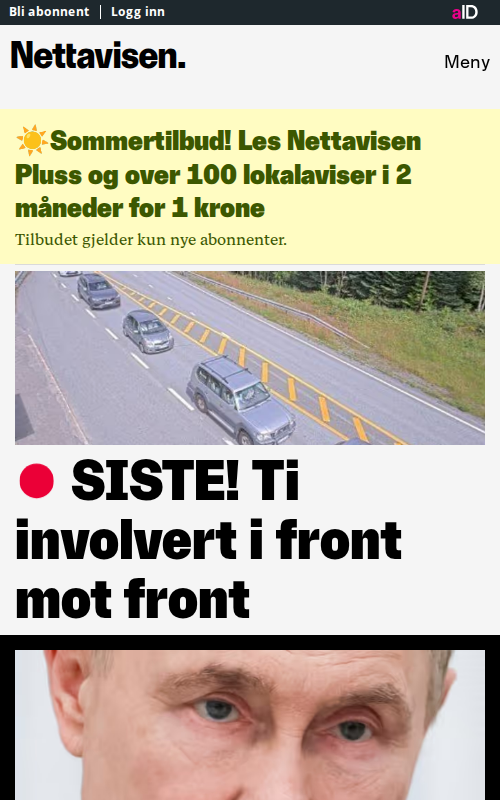 Bli abonnent | Logg inn
aID
Nettavisen.
Meny
☀️Sommertilbud! Les Nettavisen
Pluss og over 100 lokalaviser i 2
måneder for 1 krone
Tilbudet gjelder kun nye abonnenter.
SISTE! Ti
involvert i front
mot front